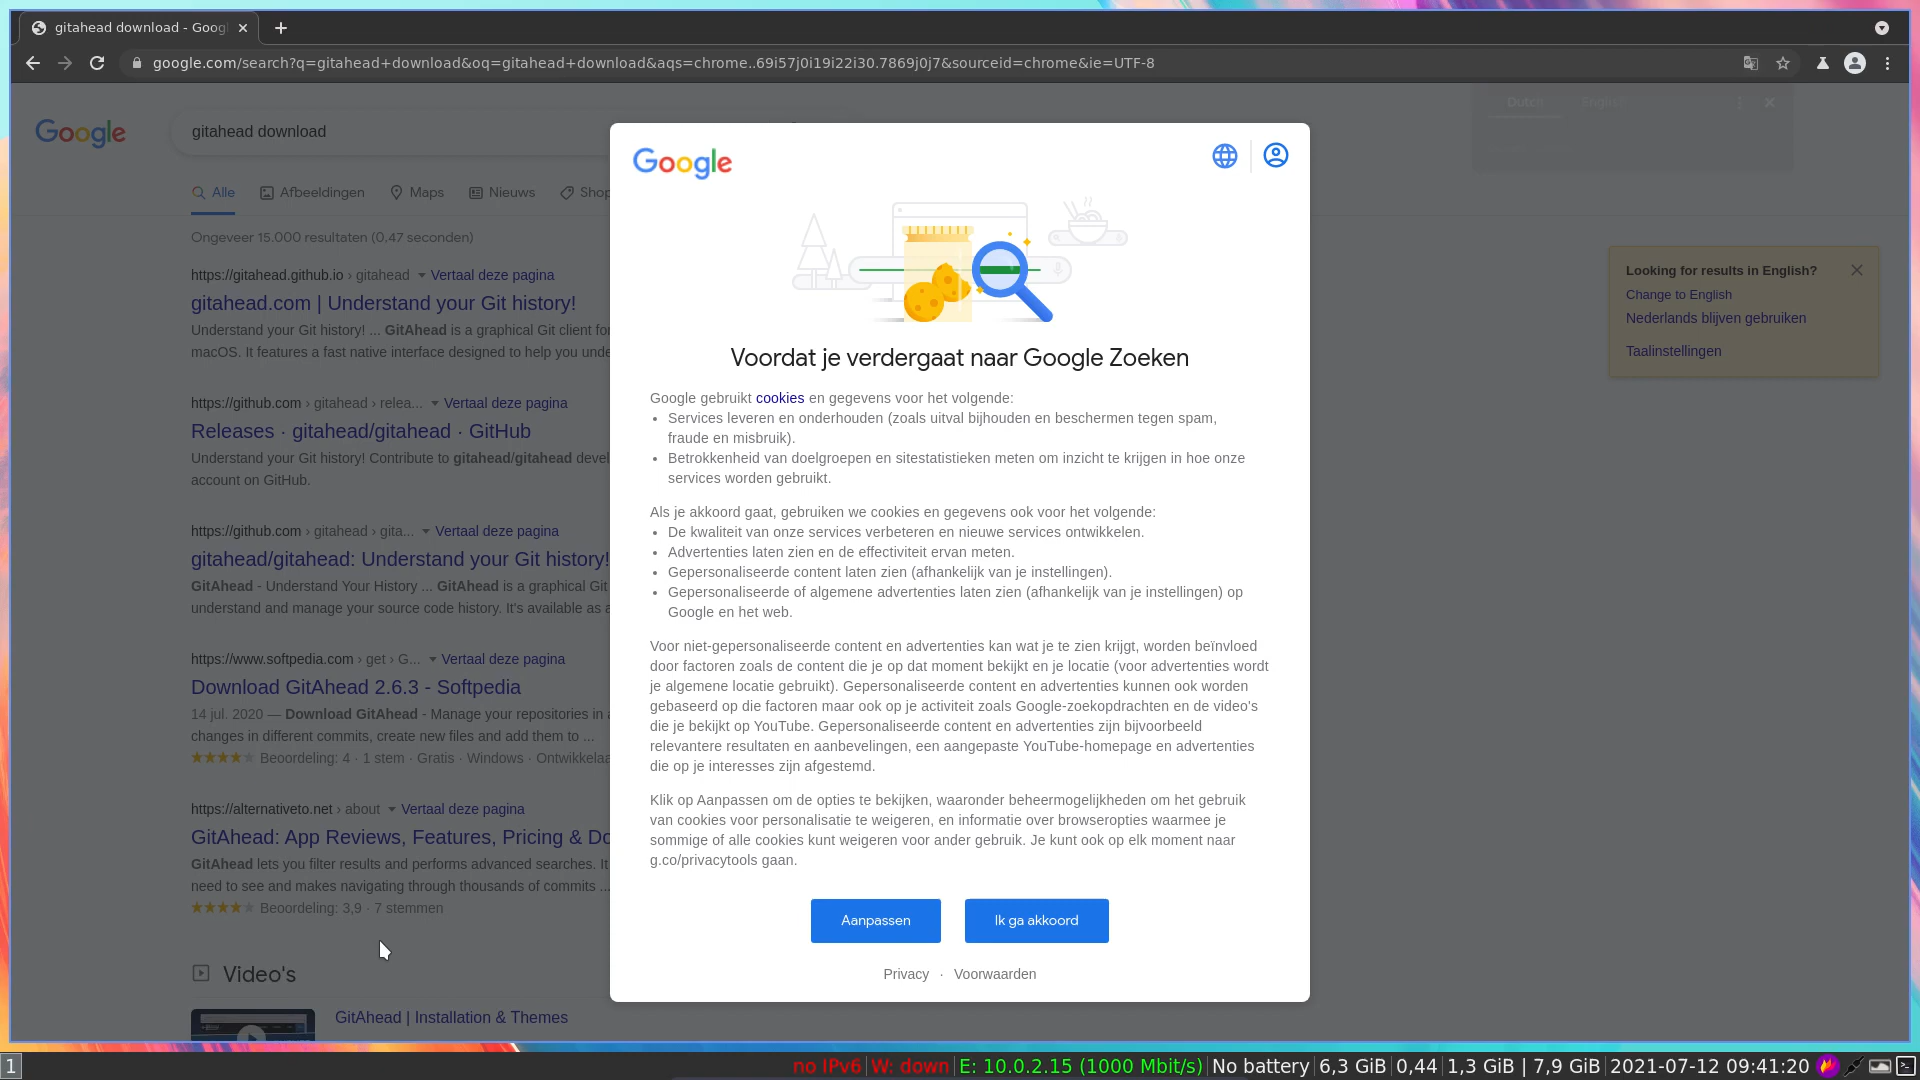 gitahead download - Goog
google.com/search?q=gitahead+download&oq=gitahead+download&aqs=chrome..69i57j0i19i22i30.7869j0j7&sourceid=chrome&ie=UTF-8
Google
gitahead download
Dutch English
Alle Afbeeldingen Maps Nieuws Shop
Ongeveer 15.000 resultaten (0,47 seconden)
https://gitahead.github.io › gitahead Vertaal deze pagina
gitahead.com | Understand your Git history!
Understand your Git history! ... GitAhead is a graphical Git client for
macOS. It features a fast native interface designed to help you unde
https://github.com › gitahead › relea... Vertaal deze pagina
Releases · gitahead/gitahead · GitHub
Understand your Git history! Contribute to gitahead/gitahead devel
account on GitHub.
https://github.com › gitahead › gita... Vertaal deze pagina
gitahead/gitahead: Understand your Git history!
GitAhead - Understand Your History ... GitAhead is a graphical Git
understand and manage your source code history. It's available as a
https://www.softpedia.com › get › G... Vertaal deze pagina
Download GitAhead 2.6.3 - Softpedia
14 jul. 2020 — Download GitAhead - Manage your repositories in
changes in different commits, create new files and add them to ...
Beoordeling: 4 · 1 stem · Gratis · Windows · Ontwikkela
https://alternativeto.net › about Vertaal deze pagina
GitAhead: App Reviews, Features, Pricing & Do
GitAhead lets you filter results and performs advanced searches. It
need to see and makes navigating through thousands of commits ...
Beoordeling: 3,9 · 7 stemmen
Video's
GitAhead | Installation & Themes
Google
Voordat je verdergaat naar Google Zoeken
Google gebruikt cookies en gegevens voor het volgende:
• Services leveren en onderhouden (zoals uitval bijhouden en beschermen tegen spam,
fraude en misbruik).
• Betrokkenheid van doelgroepen en sitestatistieken meten om inzicht te krijgen in hoe onze
services worden gebruikt.
Als je akkoord gaat, gebruiken we cookies en gegevens ook voor het volgende:
• De kwaliteit van onze services verbeteren en nieuwe services ontwikkelen.
• Advertenties laten zien en de effectiviteit ervan meten.
• Gepersonaliseerde content laten zien (afhankelijk van je instellingen).
• Gepersonaliseerde of algemene advertenties laten zien (afhankelijk van je instellingen) op
Google en het web.
Voor niet-gepersonaliseerde content en advertenties kan wat je te zien krijgt, worden beïnvloed
door factoren zoals de content die je op dat moment bekijkt en je locatie (voor advertenties wordt
je algemene locatie gebruikt). Gepersonaliseerde content en advertenties kunnen ook worden
gebaseerd op die factoren maar ook op je activiteit zoals Google-zoekopdrachten en de video's
die je bekijkt op YouTube. Gepersonaliseerde content en advertenties zijn bijvoorbeeld
relevantere resultaten en aanbevelingen, een aangepaste YouTube-homepage en advertenties
die op je interesses zijn afgestemd.
Klik op Aanpassen om de opties te bekijken, waaronder beheermogelijkheden om het gebruik
van cookies voor personalisatie te weigeren, en informatie over browseropties waarmee je
sommige of alle cookies kunt weigeren voor ander gebruik. Je kunt ook op elk moment naar
g.co/privacytools gaan.
Aanpassen Ik ga akkoord
Privacy · Voorwaarden
Looking for results in English?
Change to English
Nederlands blijven gebruiken
Taalinstellingen
1
no IPv6 | W: down | E: 10.0.2.15 (1000 Mbit/s) | No battery | 6,3 GiB | 0,44 | 1,3 GiB | 7,9 GiB | 2021-07-12 09:41:20